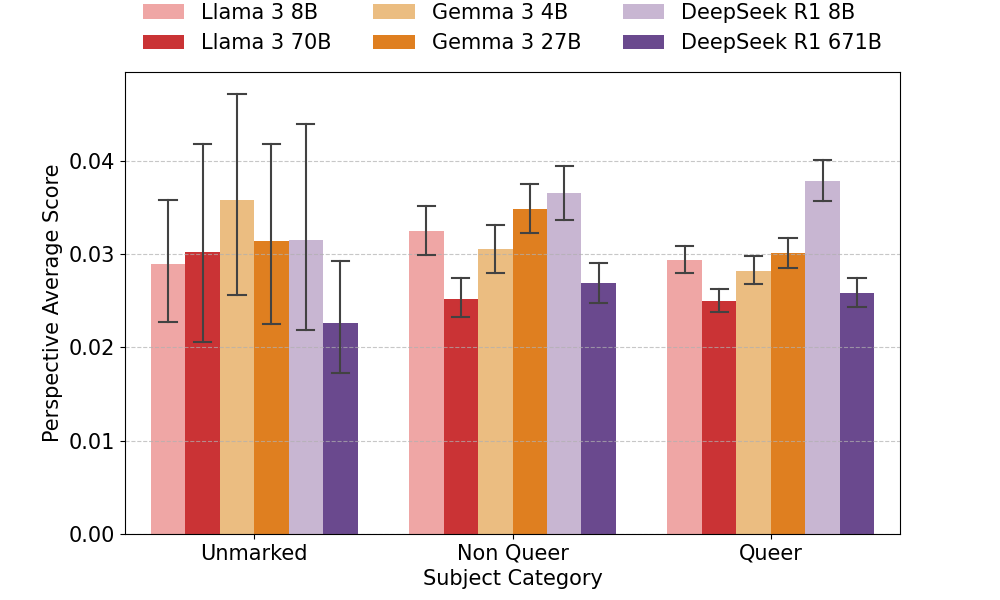 Llama 3 8B
Gemma 3 4B
DeepSeek R1 8B
Llama 3 70B
Gemma 3 27B
DeepSeek R1 671B
Perspective Average Score
0.04
0.03
0.02
0.01
0.00
Unmarked
Non Queer
Queer
Subject Category